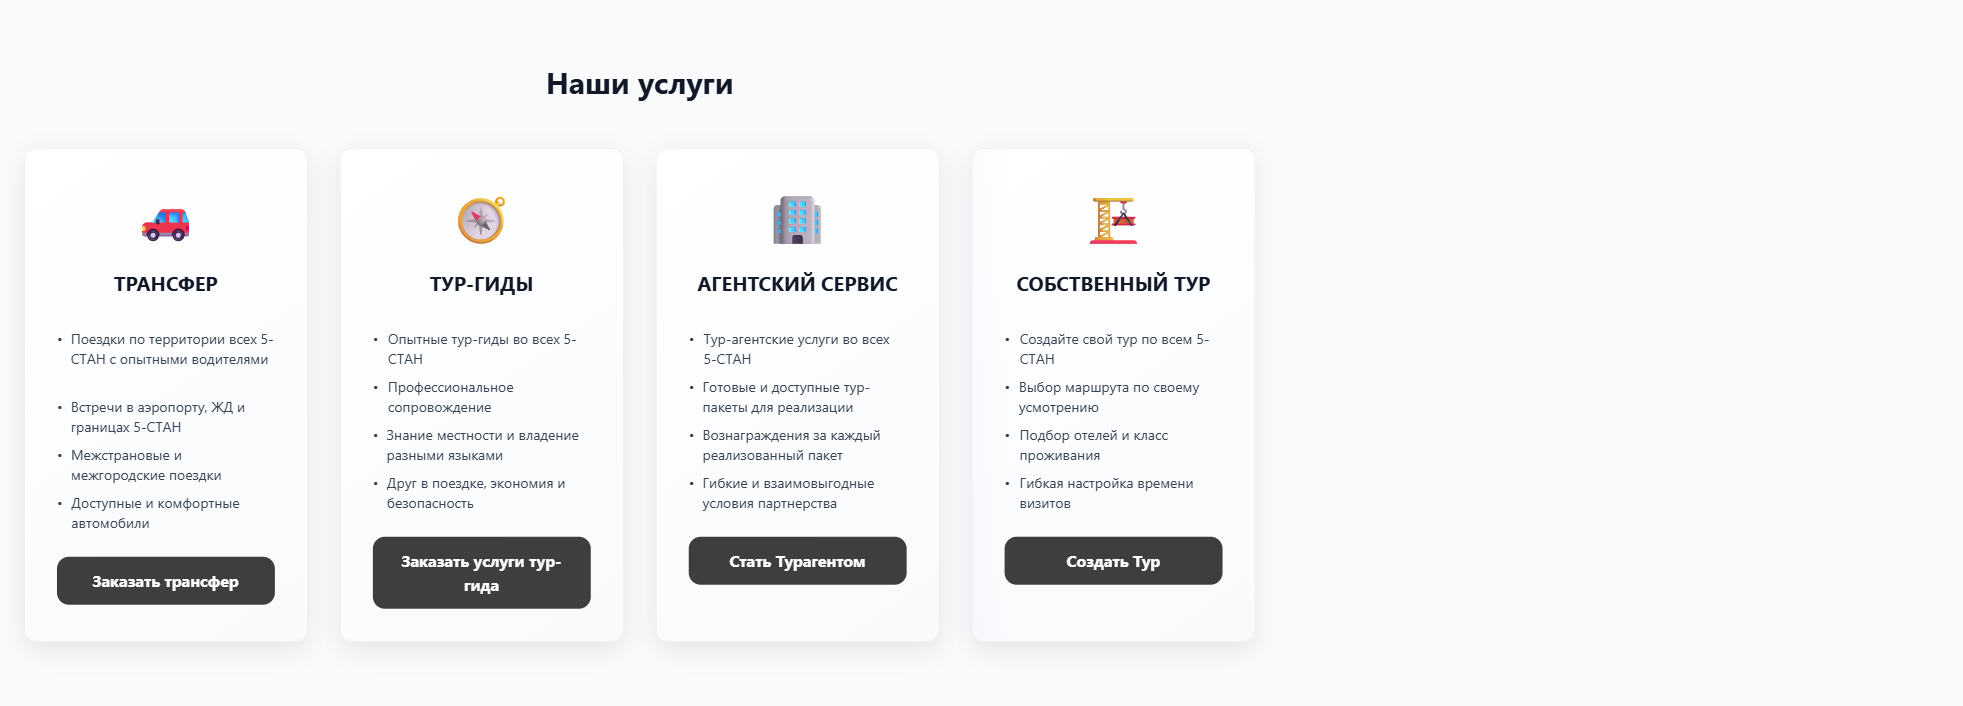 Наши услуги
ТРАНСФЕР
• Поездки по территории всех 5-
СТАН с опытными водителями
• Встречи в аэропорту, ЖД и
границах 5-СТАН
• Межстрановые и
межгородские поездки
• Доступные и комфортные
автомобили
Заказать трансфер
ТУР-ГИДЫ
• Опытные тур-гиды во всех 5-
СТАН
• Профессиональное
сопровождение
• Знание местности и владение
разными языками
• Друг в поездке, экономия и
безопасность
Заказать услуги тур-
гида
АГЕНТСКИЙ СЕРВИС
• Тур-агентские услуги во всех
5-СТАН
• Готовые и доступные тур-
пакеты для реализации
• Вознаграждения за каждый
реализованный пакет
• Гибкие и взаимовыгодные
условия партнерства
Стать Турагентом
СОБСТВЕННЫЙ ТУР
• Создайте свой тур по всем 5-
СТАН
• Выбор маршрута по своему
усмотрению
• Подбор отелей и класс
проживания
• Гибкая настройка времени
визитов
Создать Тур